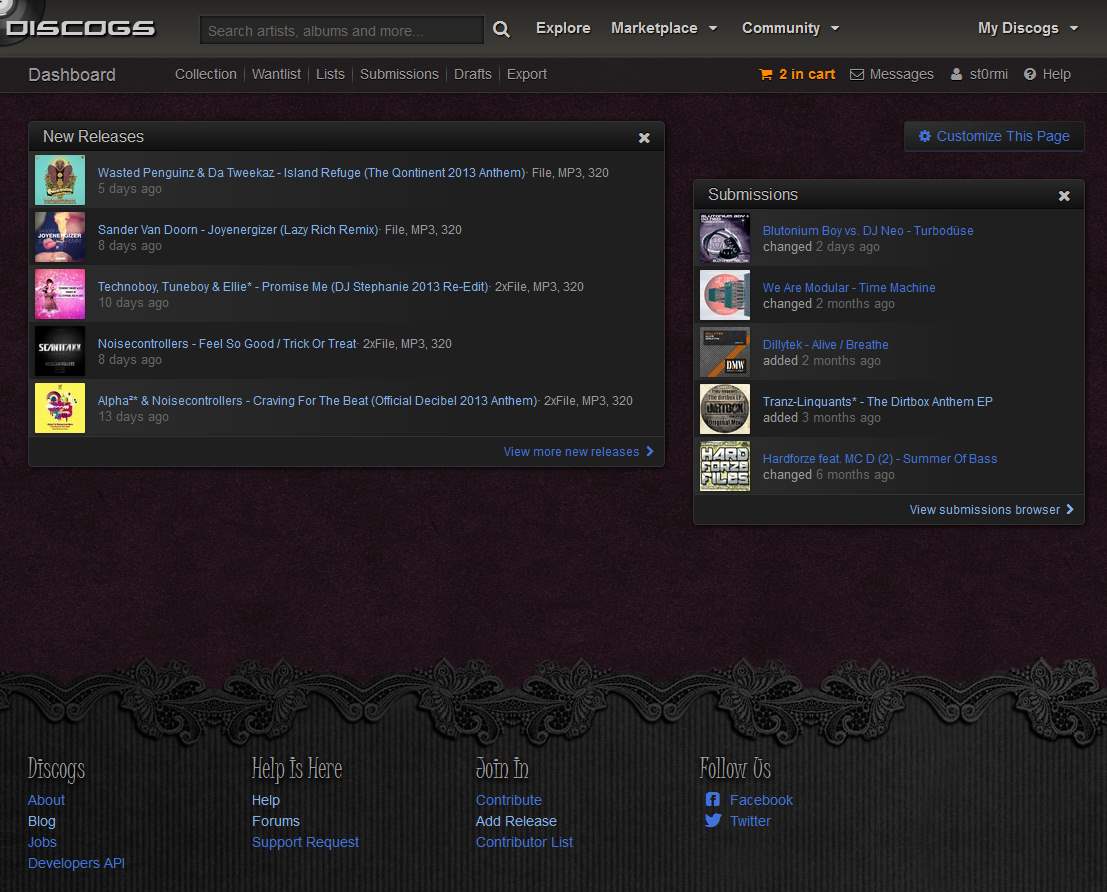 DISCOGS
Search artists, albums and more...
Explore
Marketplace
Community
My Discogs
Dashboard
Collection
Wantlist
Lists
Submissions
Drafts
Export
2 in cart
Messages
st0rmi
Help
New Releases
Customize This Page
Wasted Penguinz & Da Tweekaz - Island Refuge (The Qontinent 2013 Anthem)· File, MP3, 320
5 days ago
Sander Van Doorn - Joyenergizer (Lazy Rich Remix)· File, MP3, 320
8 days ago
JOYENERGIZER
Technoboy, Tuneboy & Ellie* - Promise Me (DJ Stephanie 2013 Re-Edit)· 2xFile, MP3, 320
10 days ago
SCANTRAXX
Noisecontrollers - Feel So Good / Trick Or Treat· 2xFile, MP3, 320
8 days ago
Alpha²* & Noisecontrollers - Craving For The Beat (Official Decibel 2013 Anthem)· 2xFile, MP3, 320
13 days ago
View more new releases
Submissions
BLUTONIUM BOY
Blutonium Boy vs. DJ Neo - Turbodüse
changed 2 days ago
We Are Modular - Time Machine
changed 2 months ago
DMW
Dillytek - Alive / Breathe
added 2 months ago
DIRTBOX
Tranz-Linquants* - The Dirtbox Anthem EP
added 3 months ago
HARD
FORZE
FILES
Hardforze feat. MC D (2) - Summer Of Bass
changed 6 months ago
View submissions browser
Discogs
About
Blog
Jobs
Developers API
Help Is Here
Help
Forums
Support Request
Join In
Contribute
Add Release
Contributor List
Follow Us
Facebook
Twitter